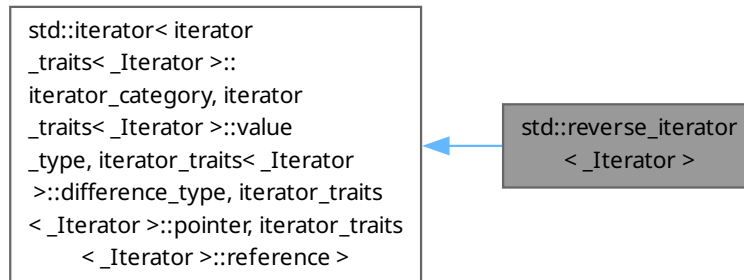 std::iterator< iterator
_traits< _Iterator >::
iterator_category, iterator
_traits< _Iterator >::value
_type, iterator_traits< _Iterator
>::difference_type, iterator_traits
< _Iterator >::pointer, iterator_traits
< _Iterator >::reference >
std::reverse_iterator
< _Iterator >